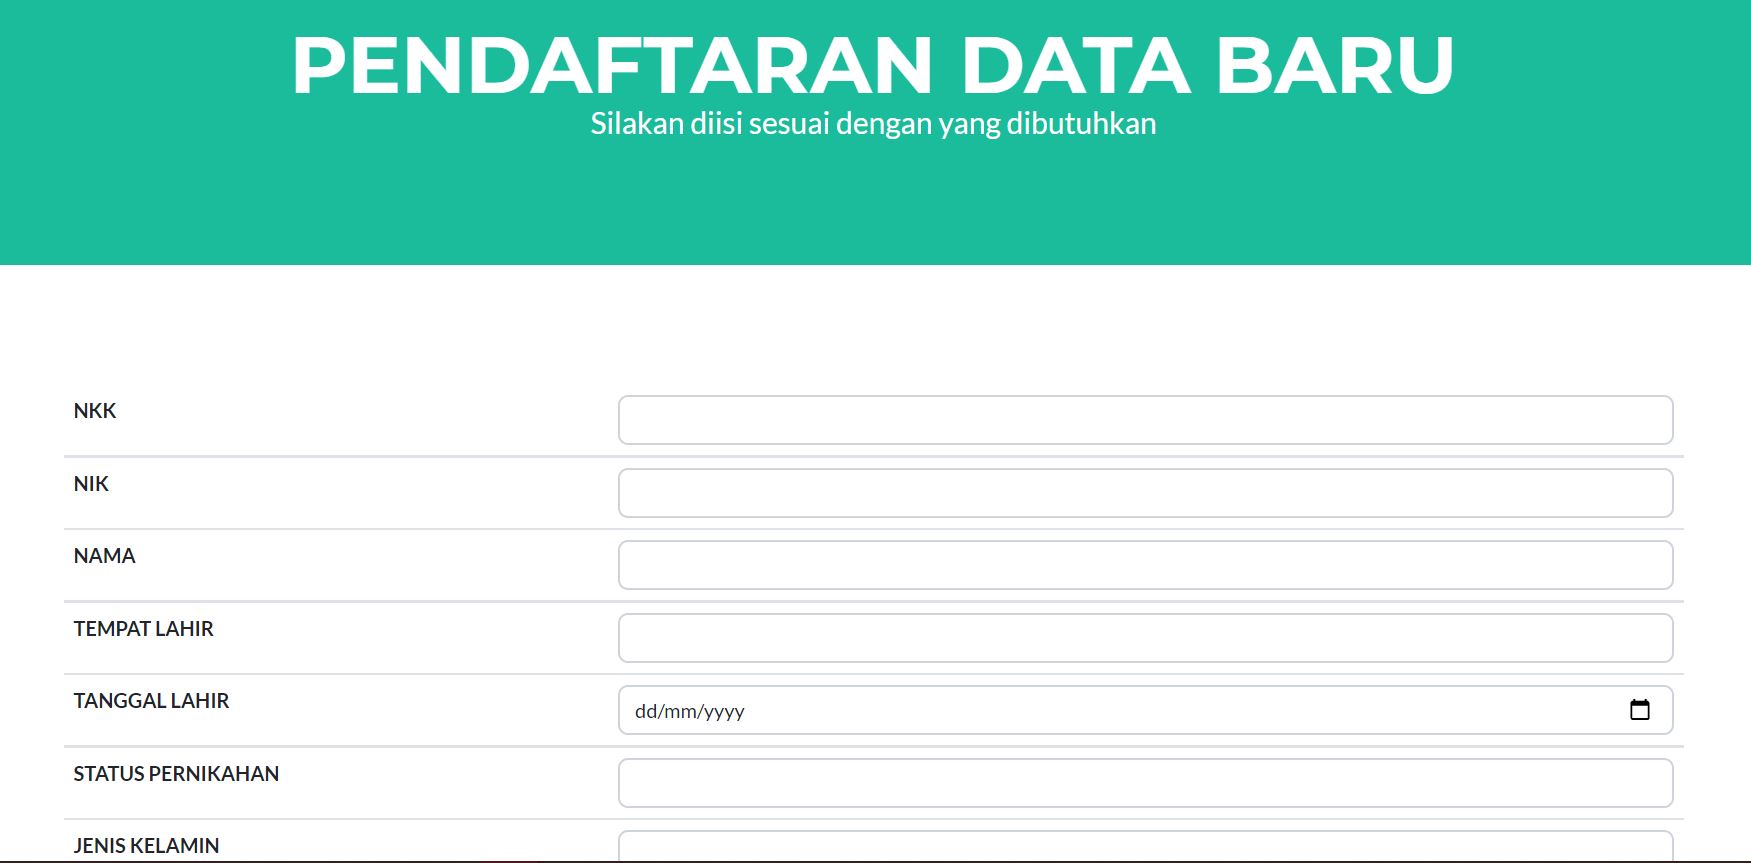 PENDAFTARAN DATA BARU
Silakan diisi sesuai dengan yang dibutuhkan
NKK
NIK
NAMA
TEMPAT LAHIR
TANGGAL LAHIR
dd/mm/yyyy
STATUS PERNIKAHAN
JENIS KELAMIN